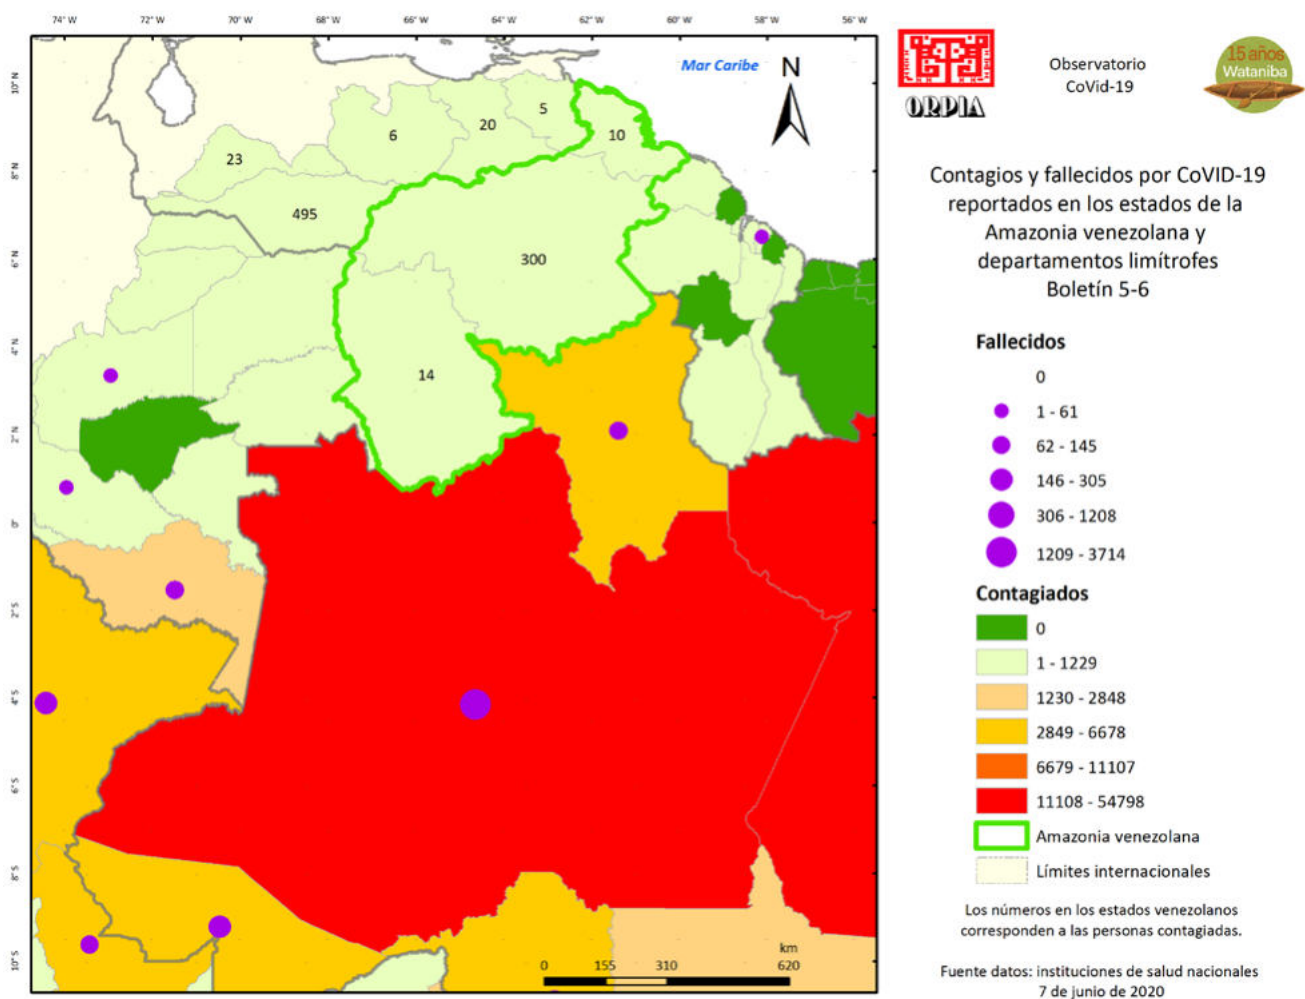 74° W 72° W 70° W 68° W 66° W 64° W 62° W 60° W 58° W 56° W
10° N
8° N
6° N
4° N
2° N
0°
2° S
4° S
6° S
8° S
10° S
Mar Caribe
N
5
20
10
6
23
495
300
14
km
0 155 310 620
ORPIA
Observatorio
CoVid-19
15 años
Wataniba
Contagios y fallecidos por CoVID-19
reportados en los estados de la
Amazonia venezolana y
departamentos limítrofes
Boletín 5-6
Fallecidos
0
1 - 61
62 - 145
146 - 305
306 - 1208
1209 - 3714
Contagiados
0
1 - 1229
1230 - 2848
2849 - 6678
6679 - 11107
11108 - 54798
Amazonia venezolana
Límites internacionales
Los números en los estados venezolanos
corresponden a las personas contagiadas.
Fuente datos: instituciones de salud nacionales
7 de junio de 2020